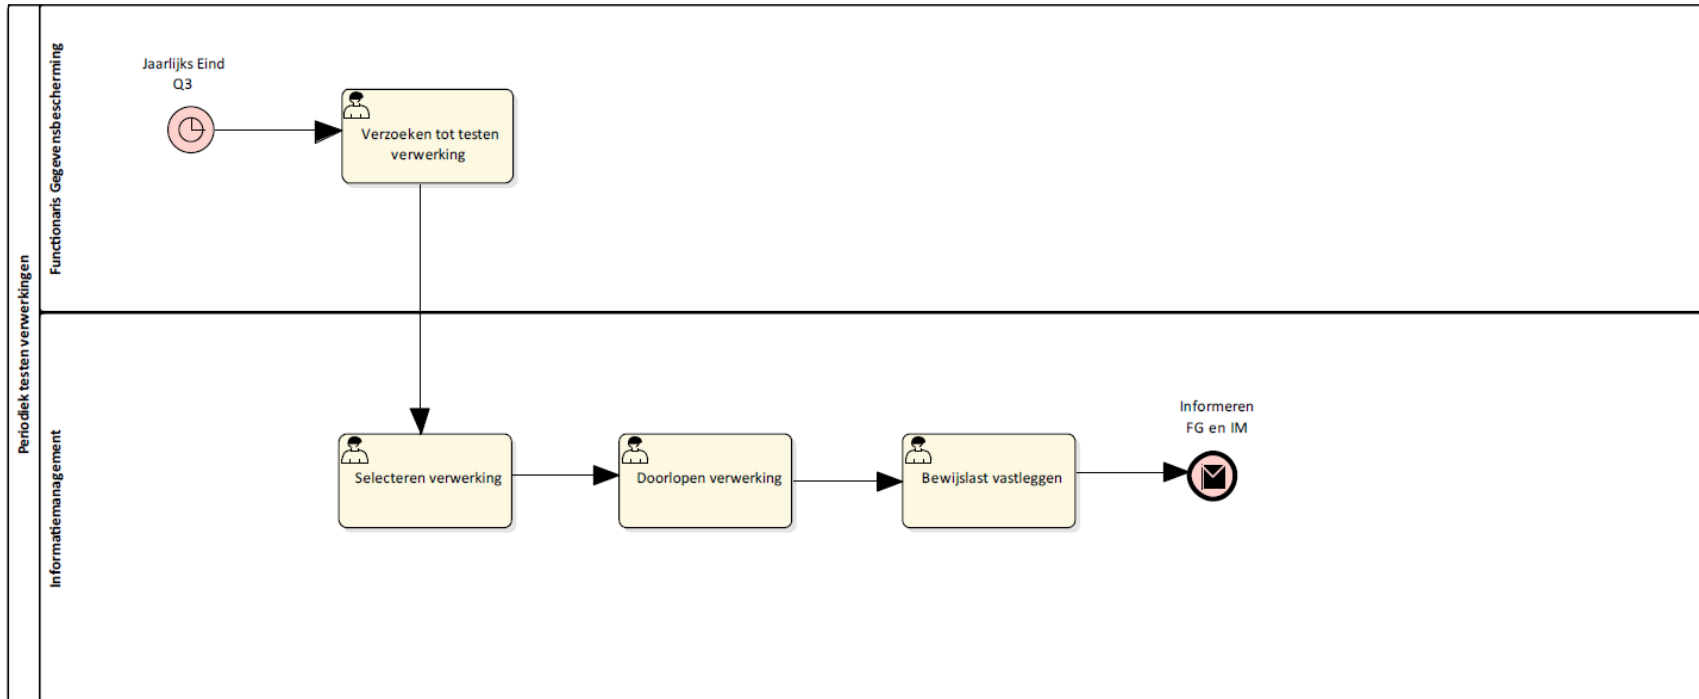 Periodiek testen verwerkingen
Functionaris Gegevensbescherming
Jaarlijks Eind
Q3
Verzoeken tot testen
verwerking
Informatiemanagement
Selecteren verwerking
Doorlopen verwerking
Bewijslast vastleggen
Informeren
FG en IM